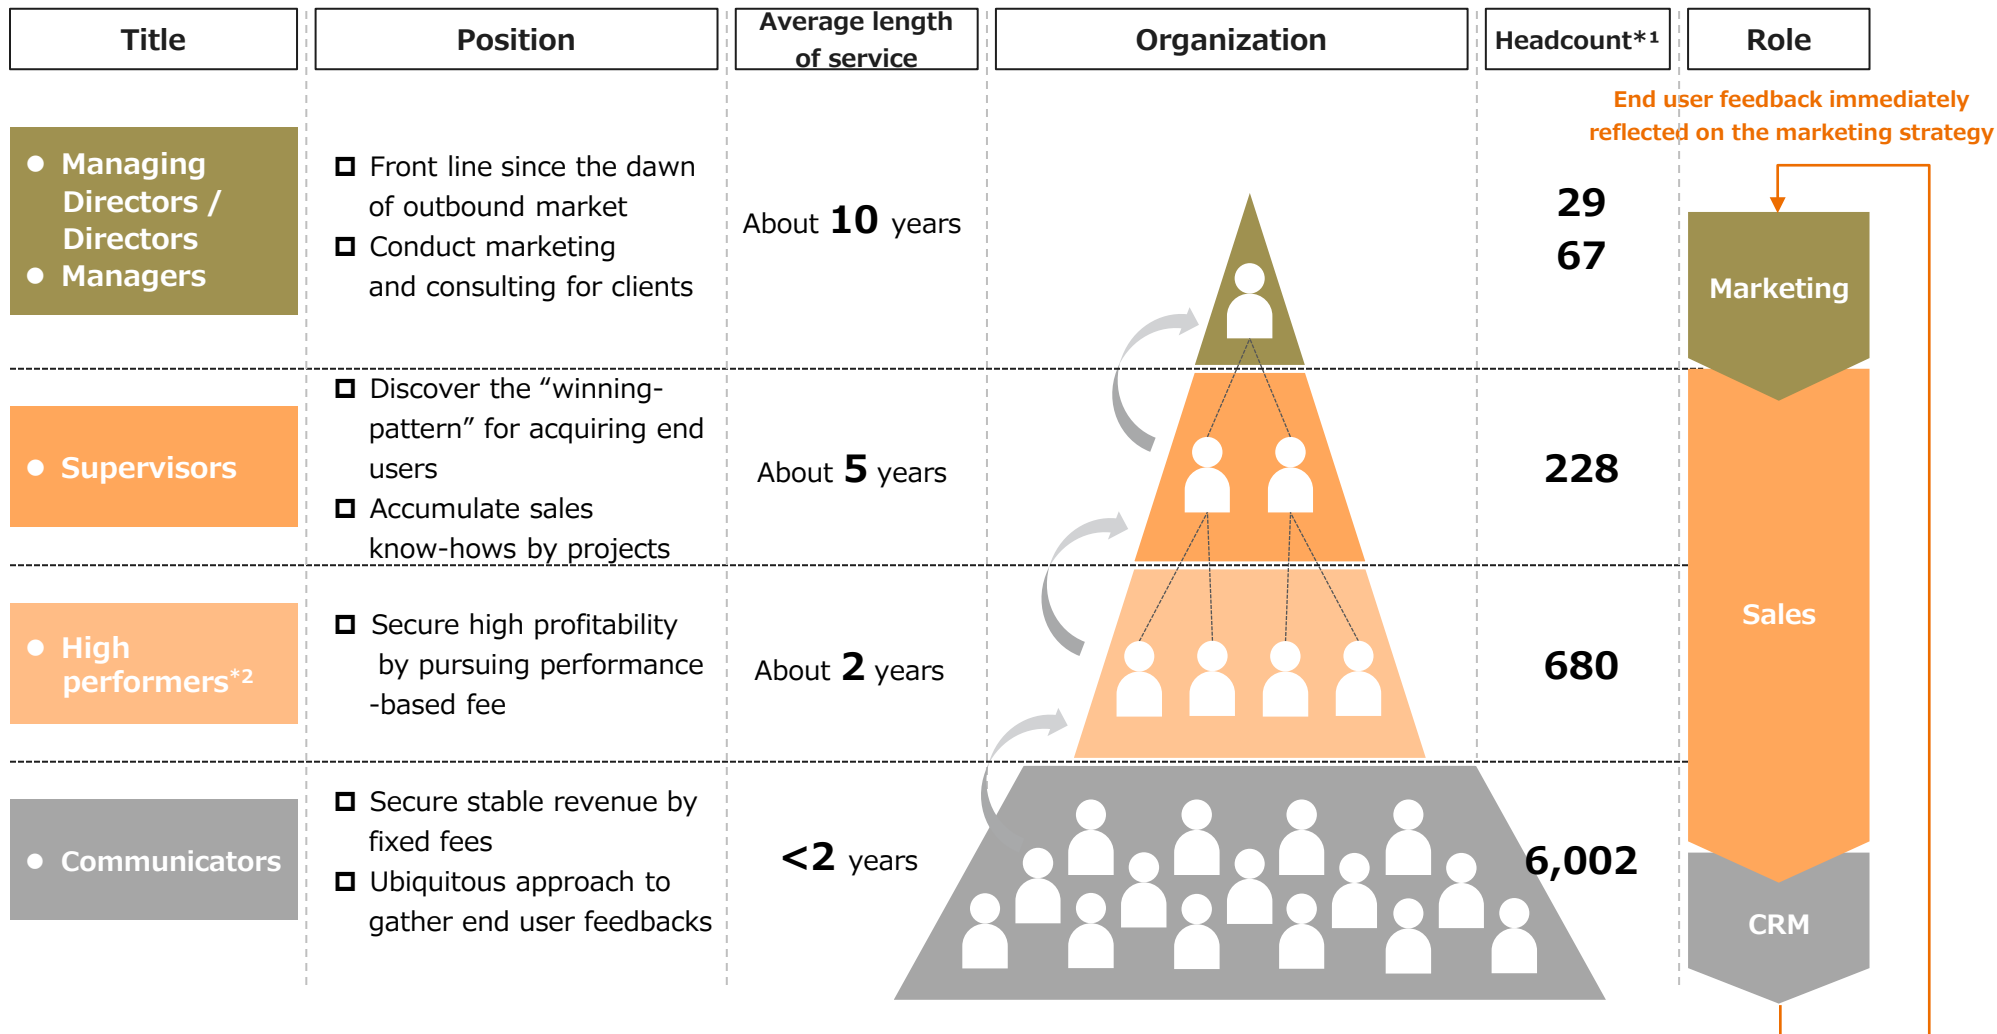 Title
Position
Average length
of service
Organization
Headcount*1
Role
End user feedback immediately
reflected on the marketing strategy
● Managing
Directors /
Directors
● Managers
Front line since the dawn
of outbound market
Conduct marketing
and consulting for clients
About 10 years
29
67
Marketing
● Supervisors
Discover the “winning-
pattern” for acquiring end
users
Accumulate sales
know-hows by projects
About 5 years
228
Sales
● High
performers*2
Secure high profitability
by pursuing performance
-based fee
About 2 years
680
● Communicators
Secure stable revenue by
fixed fees
Ubiquitous approach to
gather end user feedbacks
<2 years
6,002
CRM